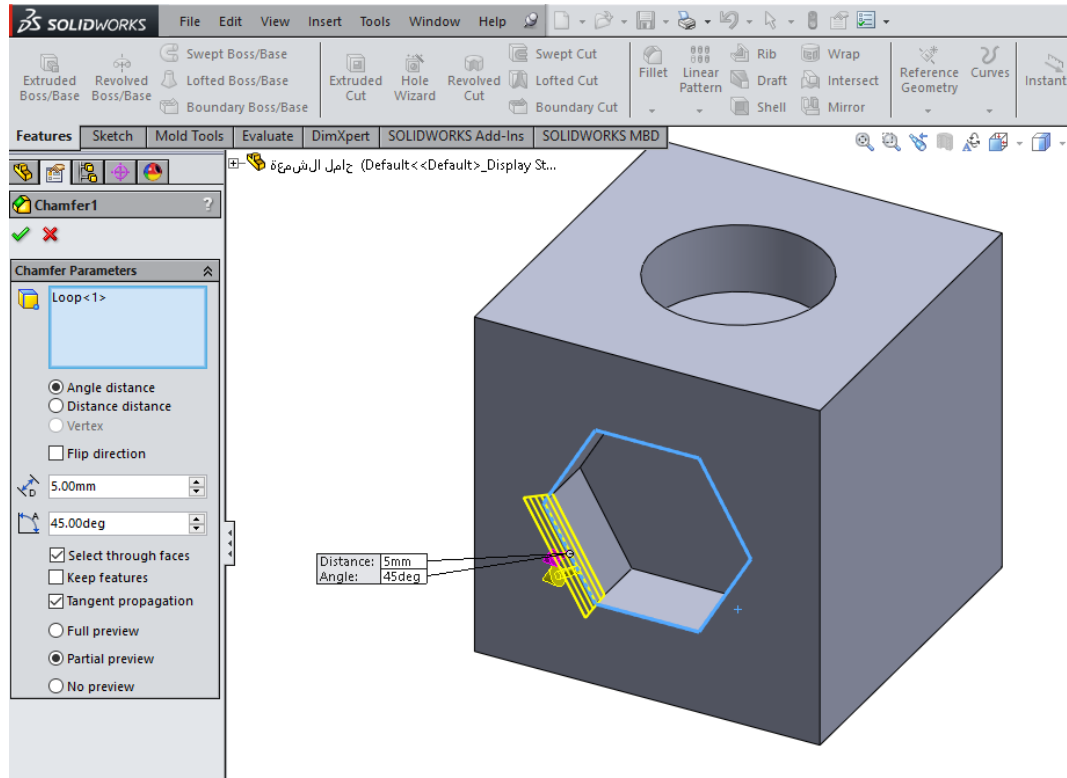 SOLIDWORKS File Edit View Insert Tools Window Help
Extruded Boss/Base
Revolved Boss/Base
Swept Boss/Base
Lofted Boss/Base
Boundary Boss/Base
Extruded Cut
Hole Wizard
Revolved Cut
Swept Cut
Lofted Cut
Boundary Cut
Fillet
Linear Pattern
Rib
Draft
Shell
Wrap
Intersect
Mirror
Reference Geometry
Curves
Instant
Features Sketch Mold Tools Evaluate DimXpert SOLIDWORKS Add-Ins SOLIDWORKS MBD
حامل الشمعة (Default<<Default>_Display St...
Chamfer1 ?
Chamfer Parameters
Loop<1>
Angle distance
Distance distance
Vertex
Flip direction
D 5.00mm
A 45.00deg
Select through faces
Keep features
Tangent propagation
Full preview
Partial preview
No preview
Distance: 5mm
Angle: 45deg